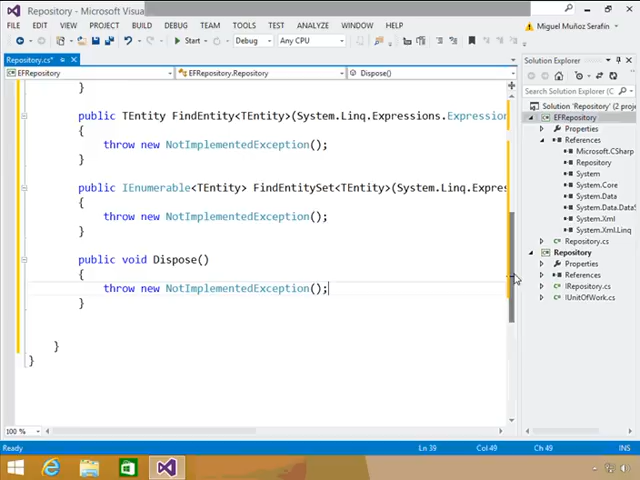 Repository - Microsoft Visua
Miguel Muñoz Serafín
FILE EDIT VIEW PROJECT BUILD DEBUG TEAM TOOLS TEST ANALYZE WINDOW HELP
Start Debug Any CPU
Repository.cs*
EFRepository EFRepository.Repository Dispose()
}
public TEntity FindEntity<TEntity>(System.Linq.Expressions.Expression
{
throw new NotImplementedException();
}
public IEnumerable<TEntity> FindEntitySet<TEntity>(System.Linq.Expres
{
throw new NotImplementedException();
}
public void Dispose()
{
throw new NotImplementedException();
}
}
}
100 %
Solution Explorer
Search Solution Explorer
Solution 'Repository' (2 proj
EFRepository
Properties
References
Microsoft.CSharp
Repository
System
System.Core
System.Data
System.Data.DataS
System.Xml
System.Xml.Linq
Repository.cs
Repository
Properties
References
IRepository.cs
IUnitOfWork.cs
Ready Ln 39 Col 49 Ch 49 INS